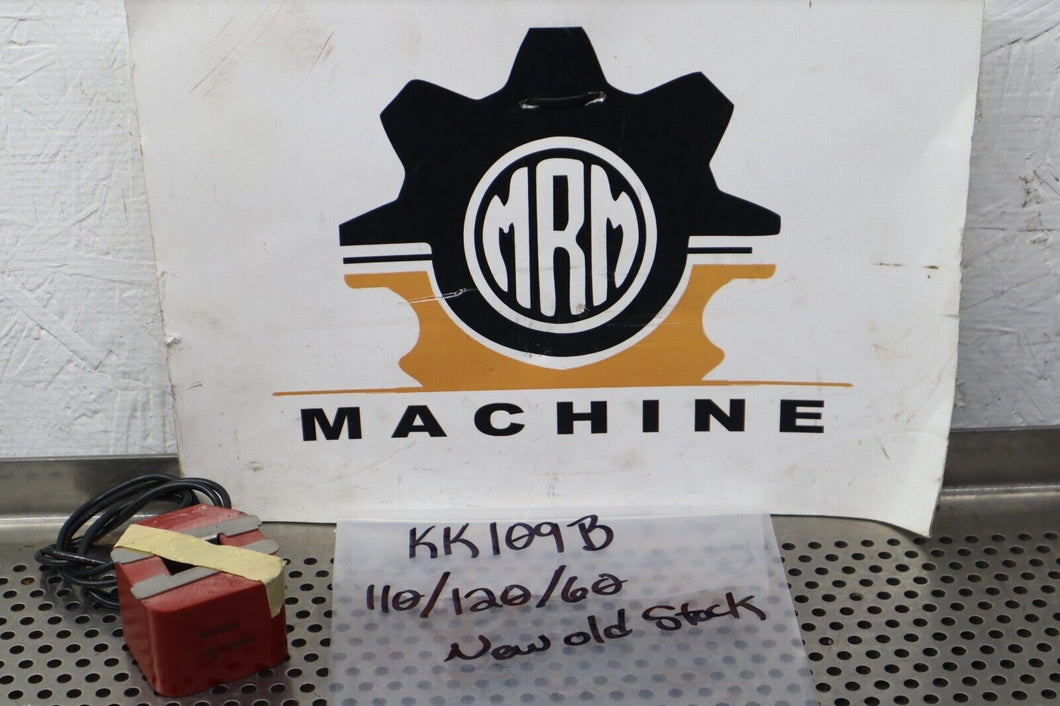 MRM
MACHINE
KK109B
110/120/60
New old Stock